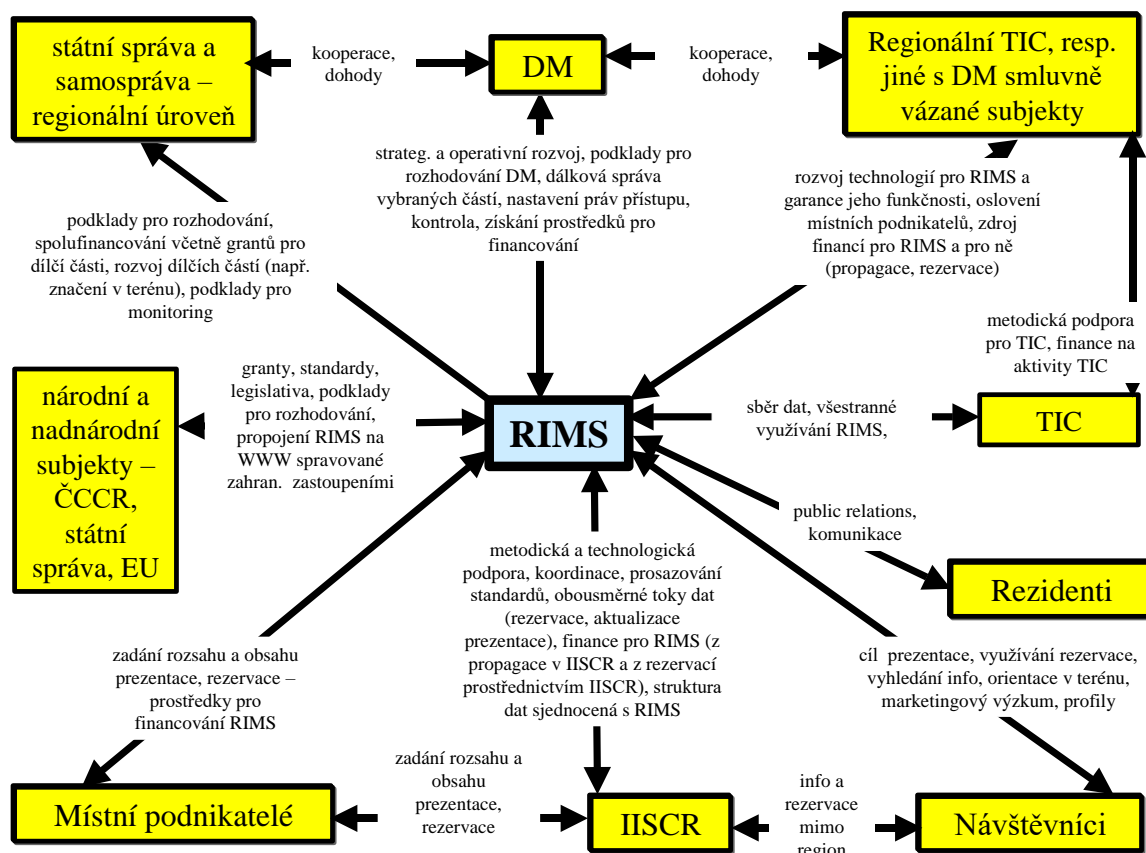 státní správa a
samospráva –
regionální úroveň
kooperace,
dohody
DM
kooperace,
dohody
Regionální TIC, resp.
jiné s DM smluvně
vázané subjekty
strateg. a operativní rozvoj, podklady pro
rozhodování DM, dálková správa
vybraných částí, nastavení práv přístupu,
kontrola, získání prostředků pro
financování
rozvoj technologií pro RIMS a
garance jeho funkčnosti, oslovení
místních podnikatelů, zdroj
financí pro RIMS a pro ně
(propagace, rezervace)
podklady pro rozhodování,
spolufinancování včetně grantů pro
dílčí části, rozvoj dílčích částí (např.
značení v terénu), podklady pro
monitoring
metodická podpora
pro TIC, finance na
aktivity TIC
národní a
nadnárodní
subjekty –
ČCCR,
státní
správa, EU
granty, standardy,
legislativa, podklady
pro rozhodování,
propojení RIMS na
WWW spravované
zahran. zastoupeními
RIMS
sběr dat, všestranné
využívání RIMS,
TIC
public relations,
komunikace
Rezidenti
metodická a technologická
podpora, koordinace, prosazování
standardů, obousměrné toky dat
(rezervace, aktualizace
prezentace), finance pro RIMS (z
propagace v IISCR a z rezervací
prostřednictvím IISCR), struktura
dat sjednocená s RIMS
zadání rozsahu a obsahu
prezentace, rezervace –
prostředky pro
financování RIMS
cíl prezentace, využívání rezervace,
vyhledání info, orientace v terénu,
marketingový výzkum, profily
Místní podnikatelé
zadání rozsahu a
obsahu
prezentace,
rezervace
IISCR
info a
rezervace
mimo
region
Návštěvníci